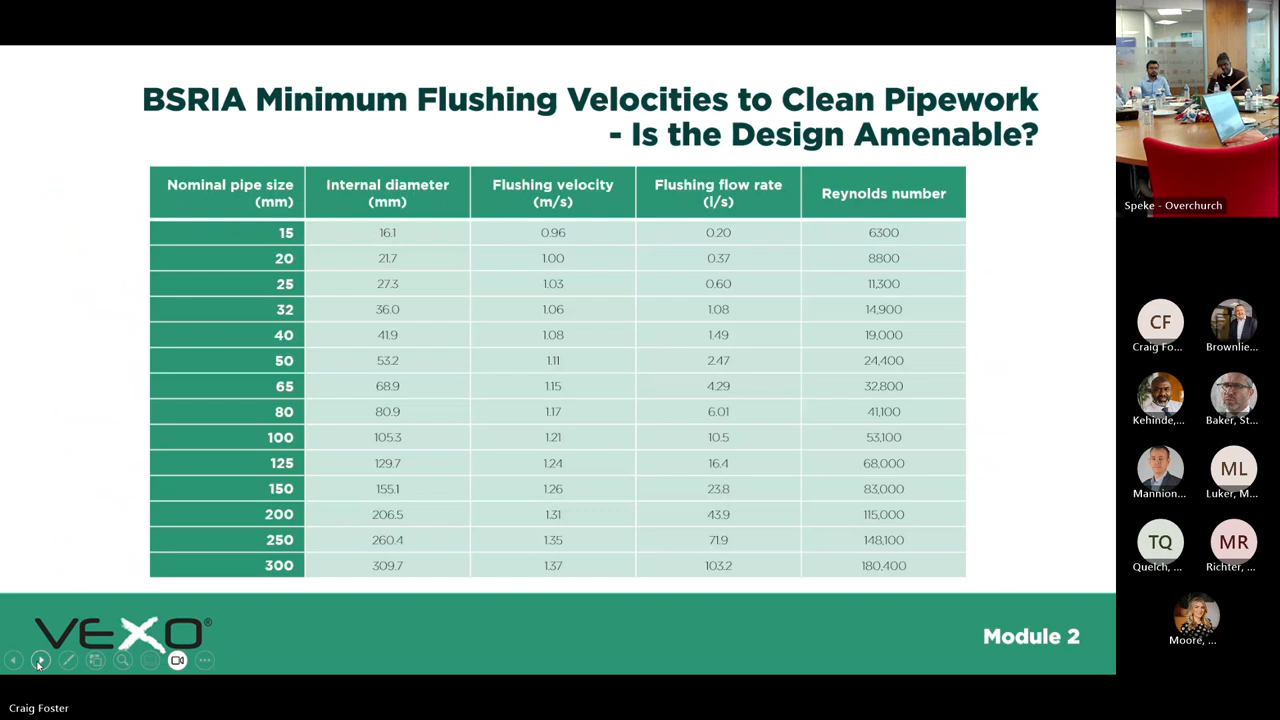 BSRIA Minimum Flushing Velocities to Clean Pipework
- Is the Design Amenable?
Nominal pipe size (mm) Internal diameter (mm) Flushing velocity (m/s) Flushing flow rate (l/s) Reynolds number
15 16.1 0.96 0.20 6300
20 21.7 1.00 0.37 8800
25 27.3 1.03 0.60 11,300
32 36.0 1.06 1.08 14,900
40 41.9 1.08 1.49 19,000
50 53.2 1.11 2.47 24,400
65 68.9 1.15 4.29 32,800
80 80.9 1.17 6.01 41,100
100 105.3 1.21 10.5 53,100
125 129.7 1.24 16.4 68,000
150 155.1 1.26 23.8 83,000
200 206.5 1.31 43.9 115,000
250 260.4 1.35 71.9 148,100
300 309.7 1.37 103.2 180,400
VEXO®
Module 2
Craig Foster
Speke - Overchurch
CF
Craig Fo...
Brownlie...
Kehinde,...
Baker, St...
Mannion...
ML
Luker, M...
TQ
Quelch, ...
MR
Richter, ...
Moore, ...